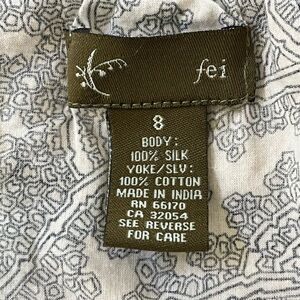 fei
8
BODY:
100% SILK
YOKE/SLV:
100% COTTON
MADE IN INDIA
RN 66170
CA 32054
SEE REVERSE
FOR CARE